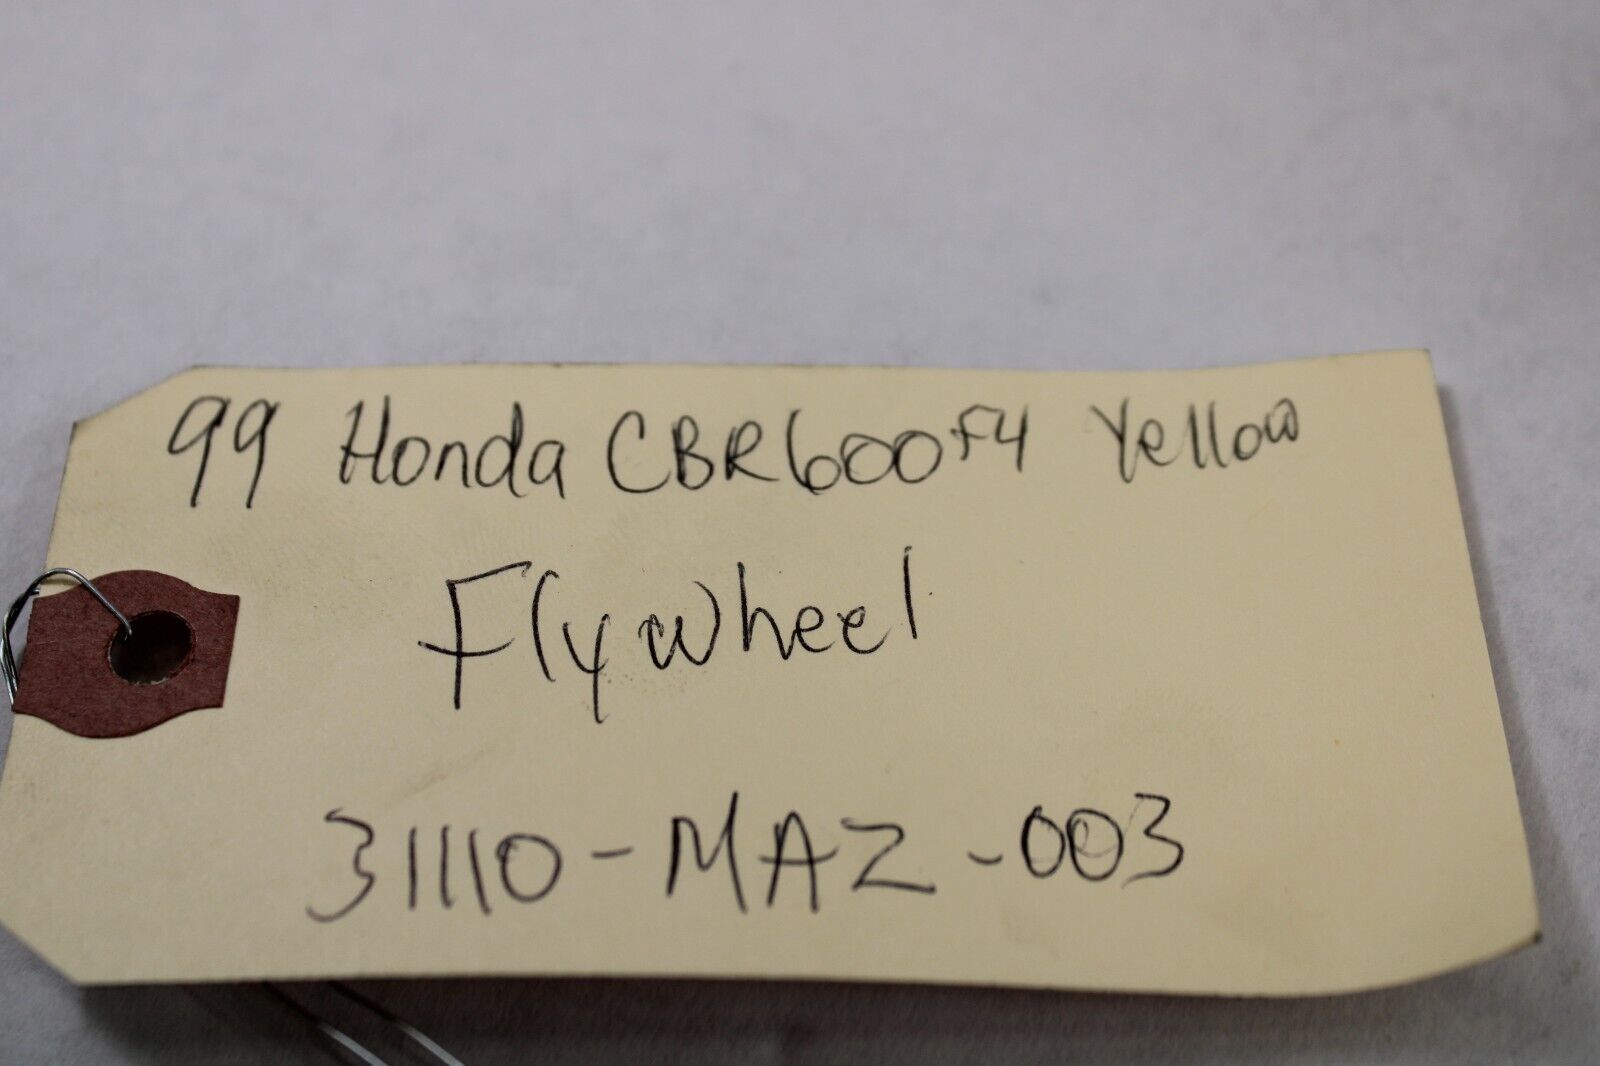 99 Honda CBR600F4 Yellow
Flywheel
31110-MAZ-003